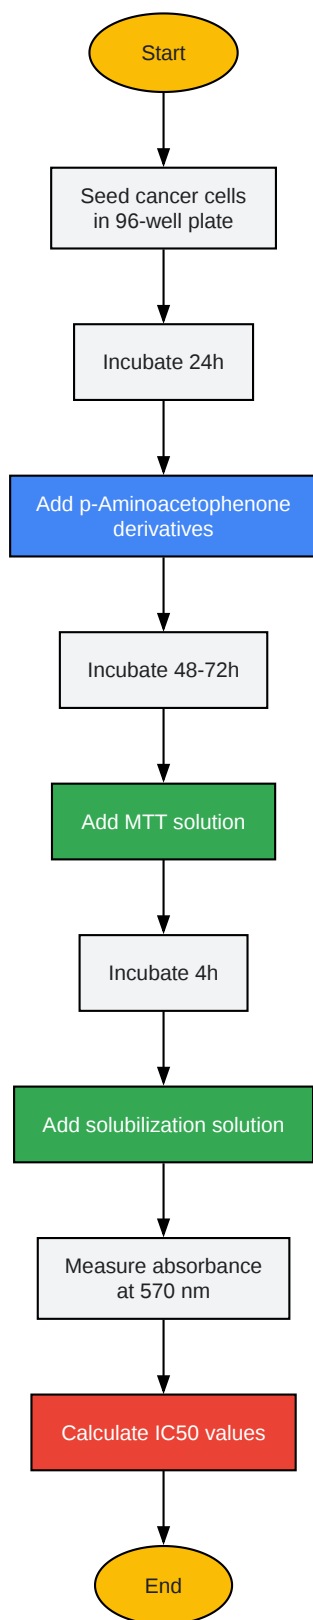 Start
Seed cancer cells
in 96-well plate
Incubate 24h
Add p-Aminoacetophenone
derivatives
Incubate 48-72h
Add MTT solution
Incubate 4h
Add solubilization solution
Measure absorbance
at 570 nm
Calculate IC50 values
End